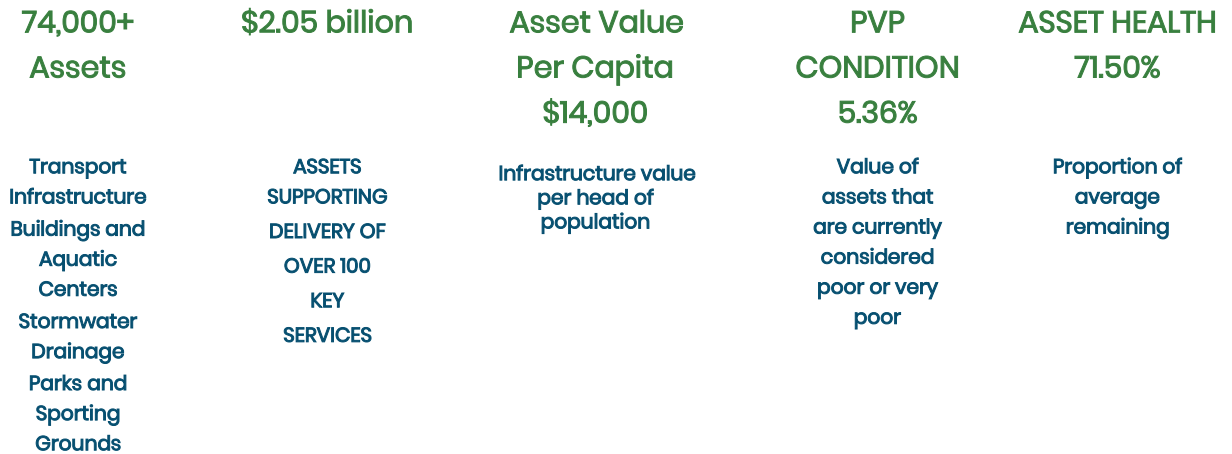 74,000+
Assets
Transport
Infrastructure
Buildings and
Aquatic
Centers
Stormwater
Drainage
Parks and
Sporting
Grounds
$2.05 billion
ASSETS
SUPPORTING
DELIVERY OF
OVER 100
KEY
SERVICES
Asset Value
Per Capita
$14,000
Infrastructure value
per head of
population
PVP
CONDITION
5.36%
Value of
assets that
are currently
considered
poor or very
poor
ASSET HEALTH
71.50%
Proportion of
average
remaining